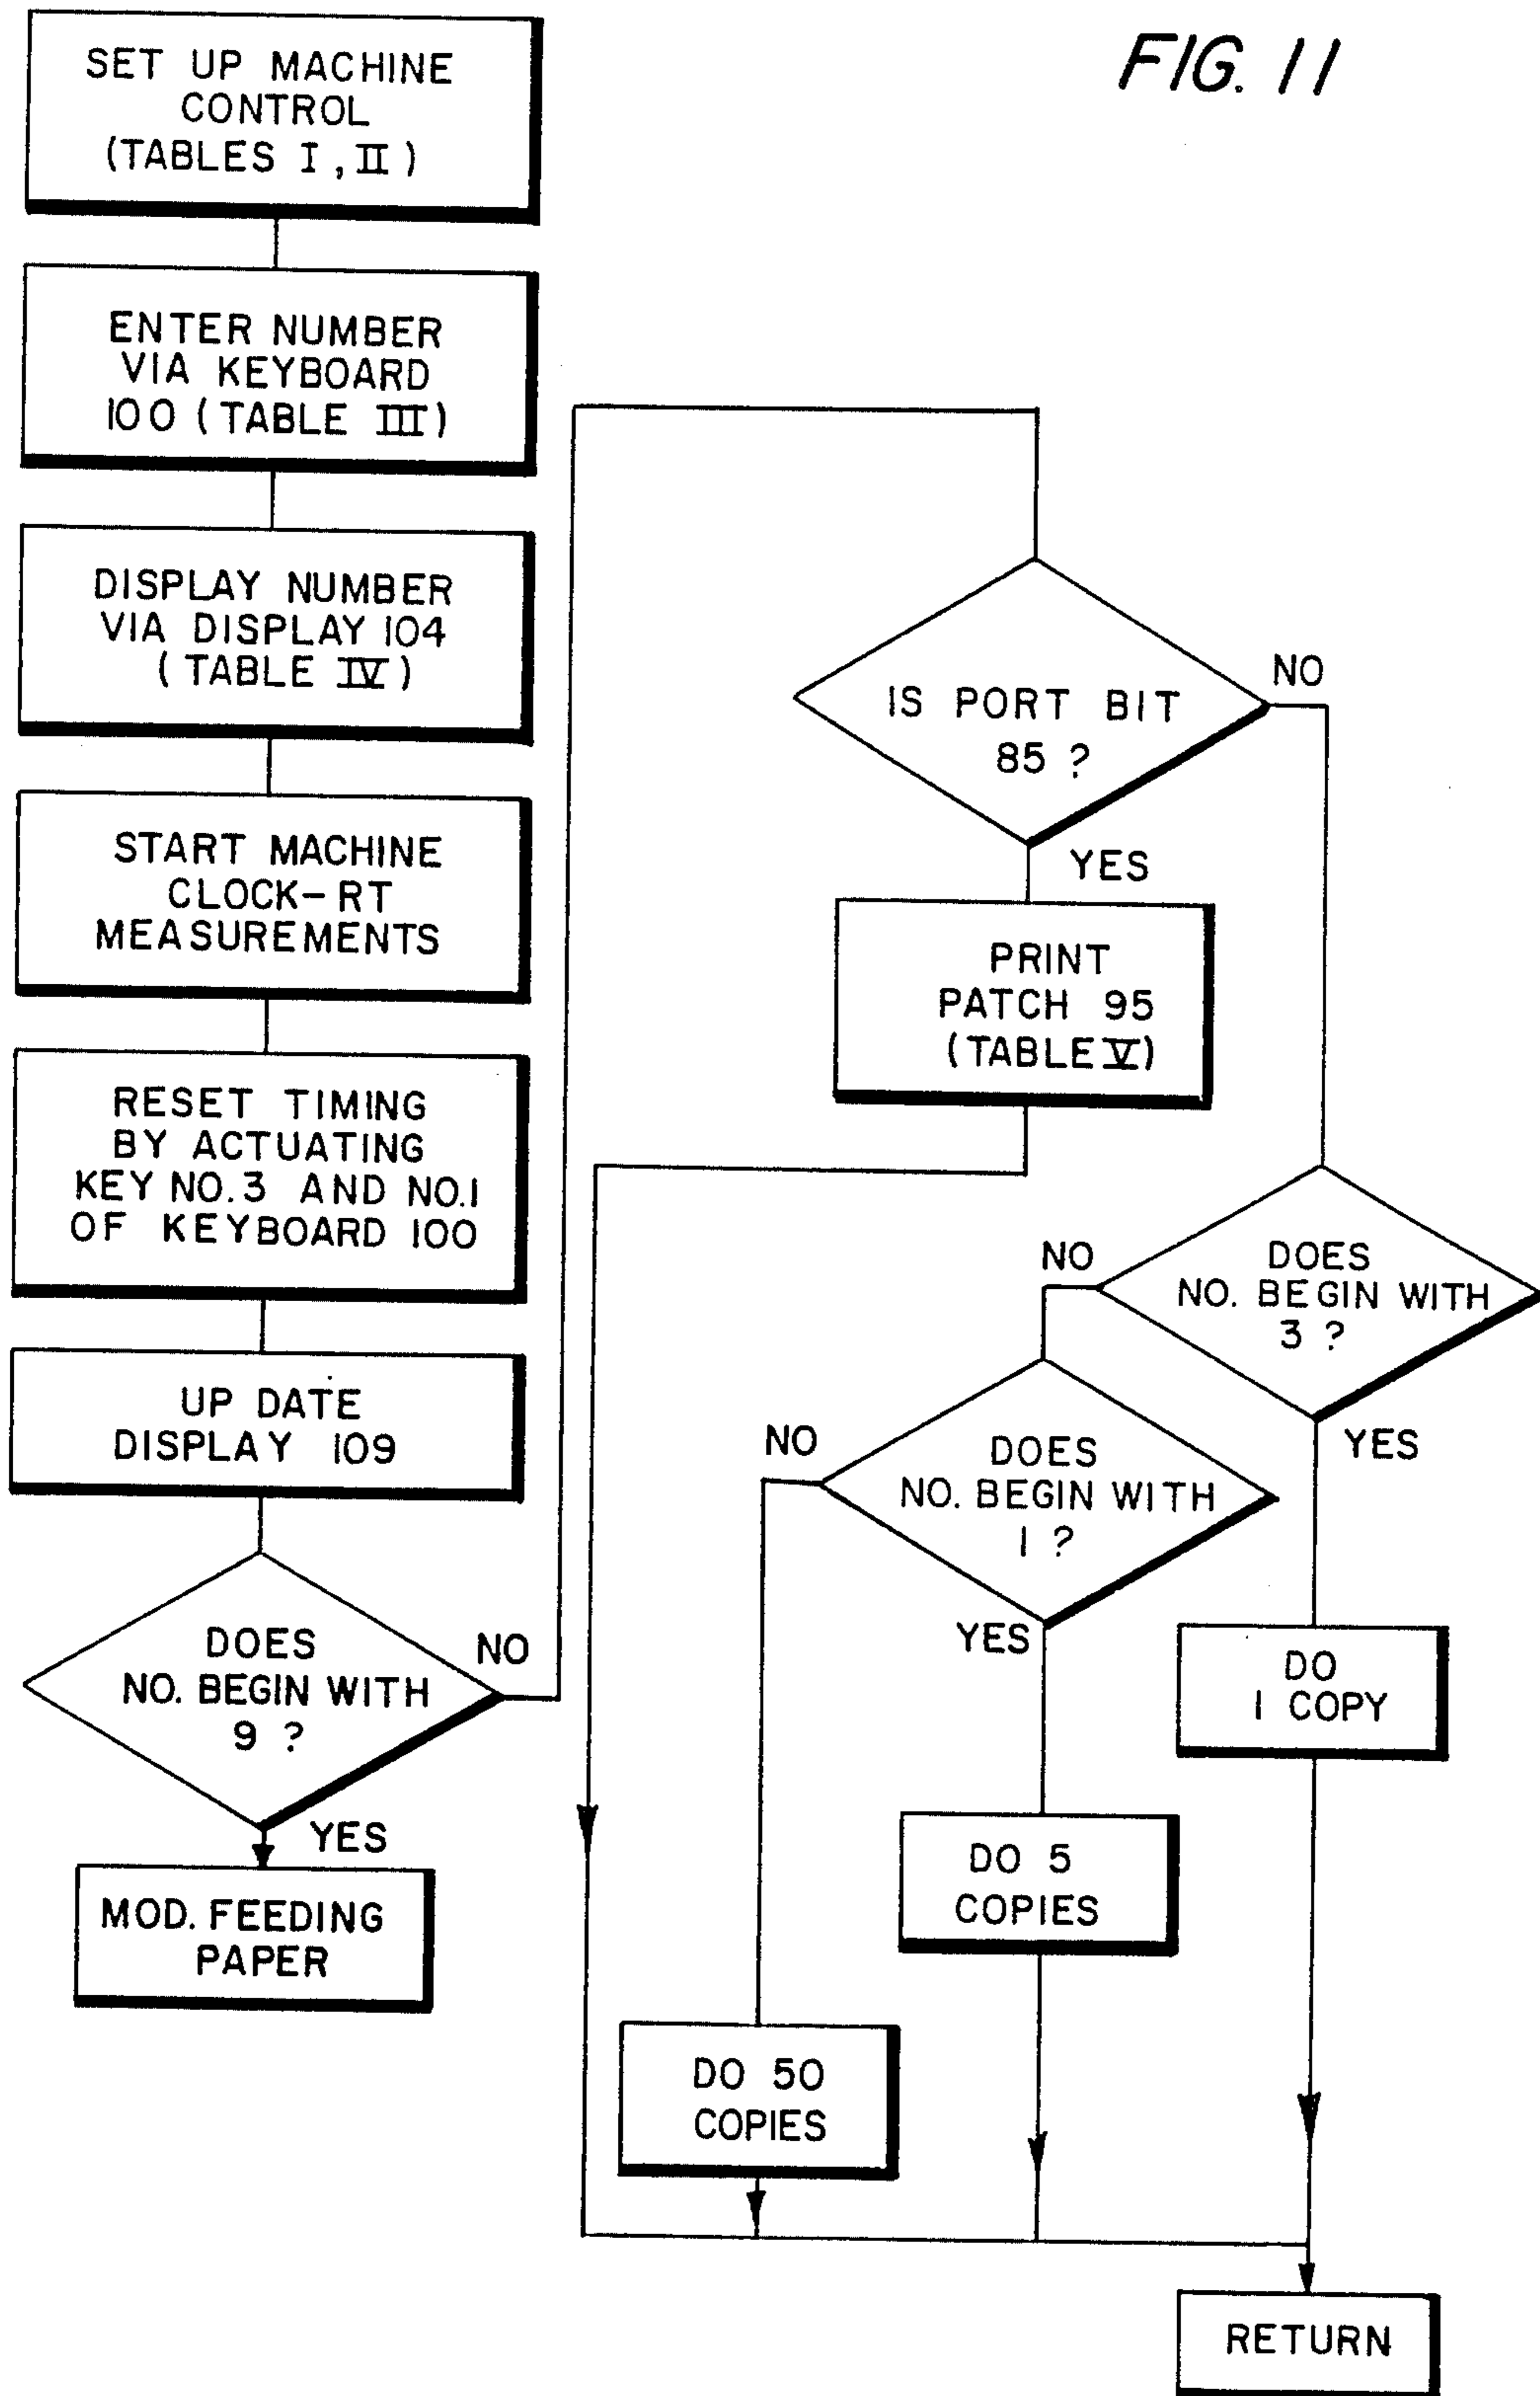 FIG. 11
SET UP MACHINE
CONTROL
(TABLES I, II)
ENTER NUMBER
VIA KEYBOARD
100 (TABLE III)
DISPLAY NUMBER
VIA DISPLAY 104
(TABLE IV)
START MACHINE
CLOCK-RT
MEASUREMENTS
RESET TIMING
BY ACTUATING
KEY NO.3 AND NO.1
OF KEYBOARD 100
UP DATE
DISPLAY 109
DOES
NO. BEGIN WITH
9 ?
NO
YES
MOD. FEEDING
PAPER
IS PORT BIT
85 ?
NO
YES
PRINT
PATCH 95
(TABLE V)
DOES
NO. BEGIN WITH
3 ?
NO
YES
DOES
NO. BEGIN WITH
1 ?
NO
YES
DO
1 COPY
DO 5
COPIES
DO 50
COPIES
RETURN